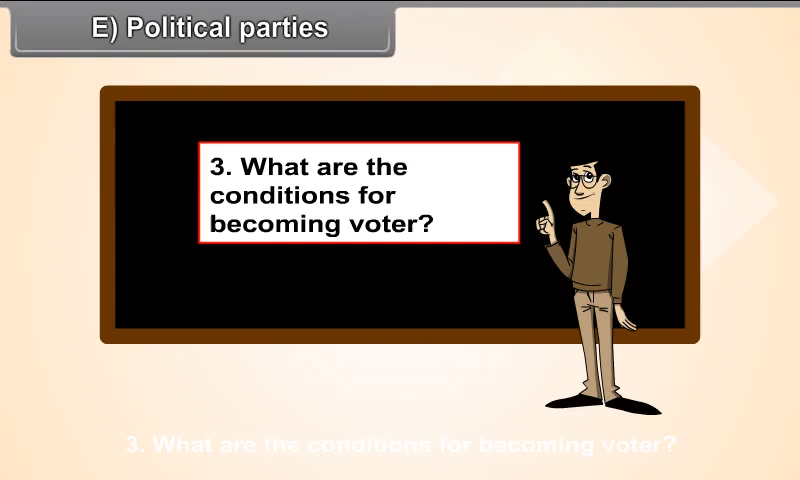 E) Political parties
3. What are the
conditions for
becoming voter?
3. What are the conditions for becoming voter?